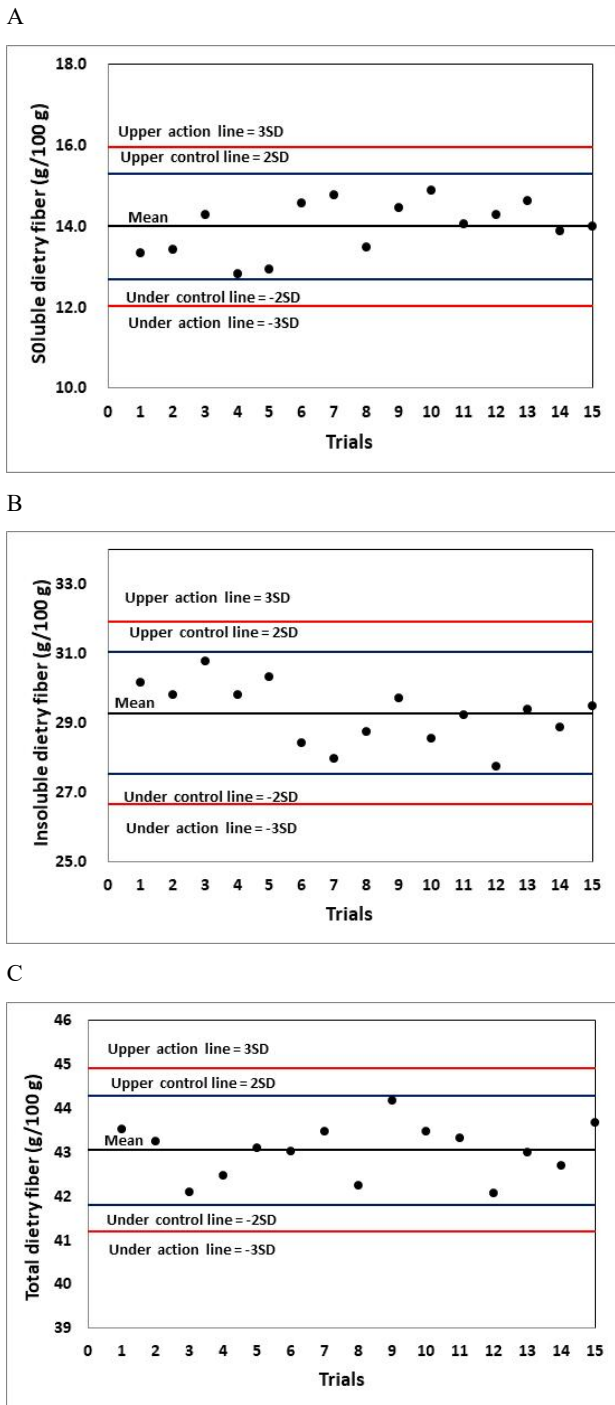 A
18.0
Upper action line = 3SD
16.0
Upper control line = 2SD
Mean
14.0
Under control line = -2SD
12.0
Under action line = -3SD
10.0
0 1 2 3 4 5 6 7 8 9 10 11 12 13 14 15
Trials
S0luble dietry fiber (g/100 g)
B
33.0
Upper action line = 3SD
Upper control line = 2SD
31.0
Mean
29.0
27.0
Under control line = -2SD
Under action line = -3SD
25.0
0 1 2 3 4 5 6 7 8 9 10 11 12 13 14 15
Trials
Insoluble dietry fiber (g/100 g)
C
46
Upper action line = 3SD
45
Upper control line = 2SD
44
Mean
43
42
Under control line = -2SD
41
Under action line = -3SD
40
39
0 1 2 3 4 5 6 7 8 9 10 11 12 13 14 15
Trials
Total dietry fiber (g/100 g)